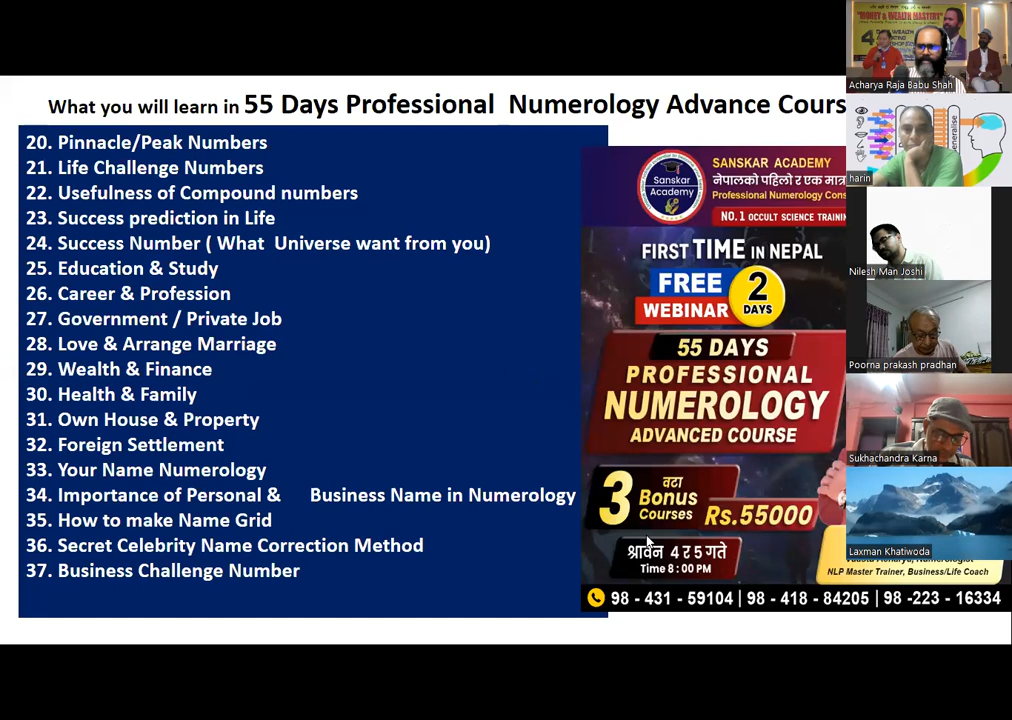 What you will learn in 55 Days Professional Numerology Advance Cours
20. Pinnacle/Peak Numbers
21. Life Challenge Numbers
22. Usefulness of Compound numbers
23. Success prediction in Life
24. Success Number ( What Universe want from you)
25. Education & Study
26. Career & Profession
27. Government / Private Job
28. Love & Arrange Marriage
29. Wealth & Finance
30. Health & Family
31. Own House & Property
32. Foreign Settlement
33. Your Name Numerology
34. Importance of Personal & Business Name in Numerology
35. How to make Name Grid
36. Secret Celebrity Name Correction Method
37. Business Challenge Number
Sanskar
Academy
SANSKAR ACADEMY
नेपालको पहिलो र एक मात्र
Professional Numerology Cons
NO. 1 OCCULT SCIENCE TRAININ
FIRST TIME IN NEPAL
FREE
WEBINAR
2
DAYS
55 DAYS
PROFESSIONAL
NUMEROLOGY
ADVANCED COURSE
3 वटा
Bonus
Courses
Rs.55000
श्रावन 4 र 5 गते
Time 8 : 00 PM
NLP Master Trainer, Business/Life Coach
98 - 431 - 59104 | 98 - 418 - 84205 | 98 -223 - 16334
"MONEY & WEALTH MASTERY"
4
Acharya Raja Babu Shah
Generalise
harin
Nilesh Man Joshi
Poorna prakash pradhan
Sukhachandra Karna
Laxman Khatiwoda